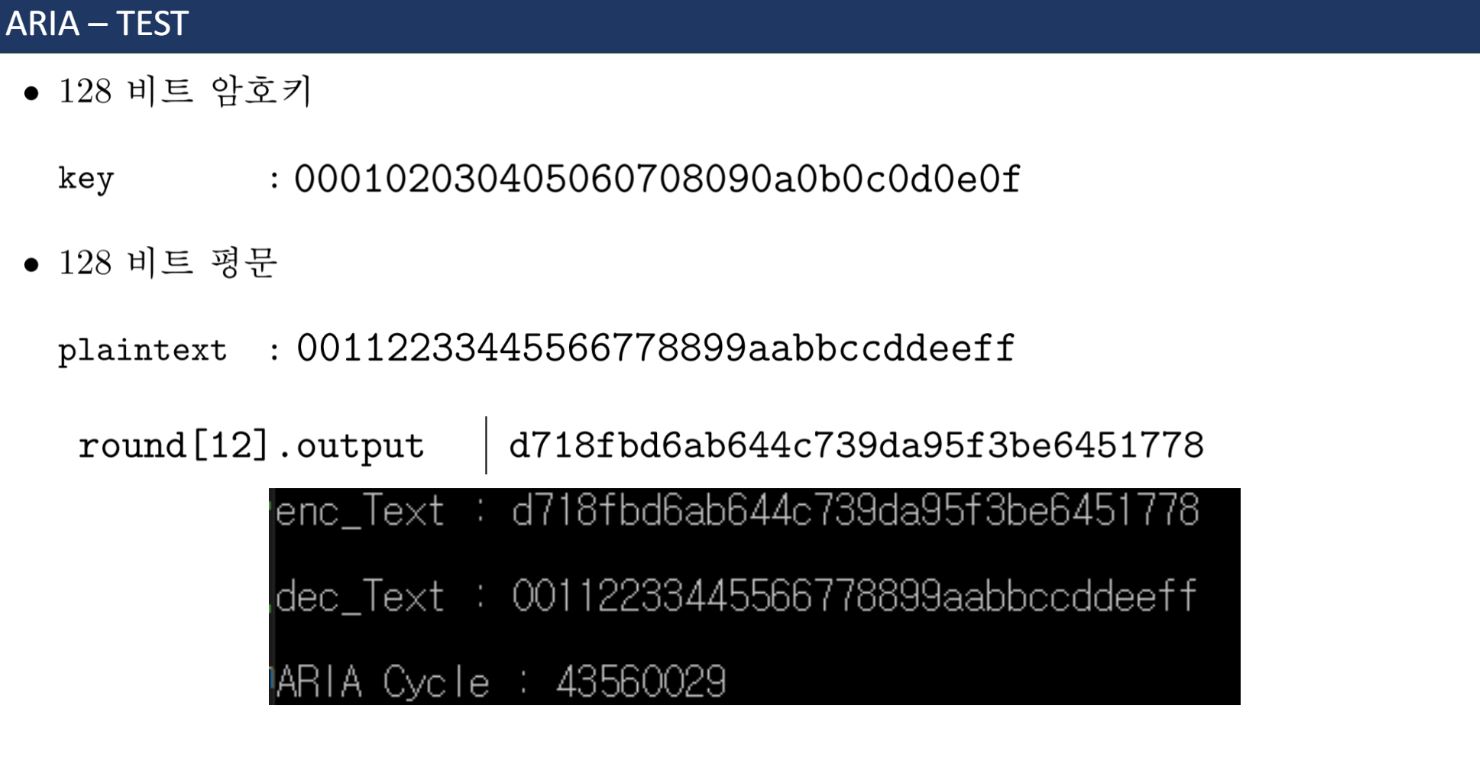 ARIA – TEST
• 128 비트 암호키
key : 000102030405060708090a0b0c0d0e0f
• 128 비트 평문
plaintext : 00112233445566778899aabbccddeeff
round[12].output | d718fbd6ab644c739da95f3be6451778
enc_Text : d718fbd6ab644c739da95f3be6451778
dec_Text : 00112233445566778899aabbccddeeff
ARIA Cycle : 43560029